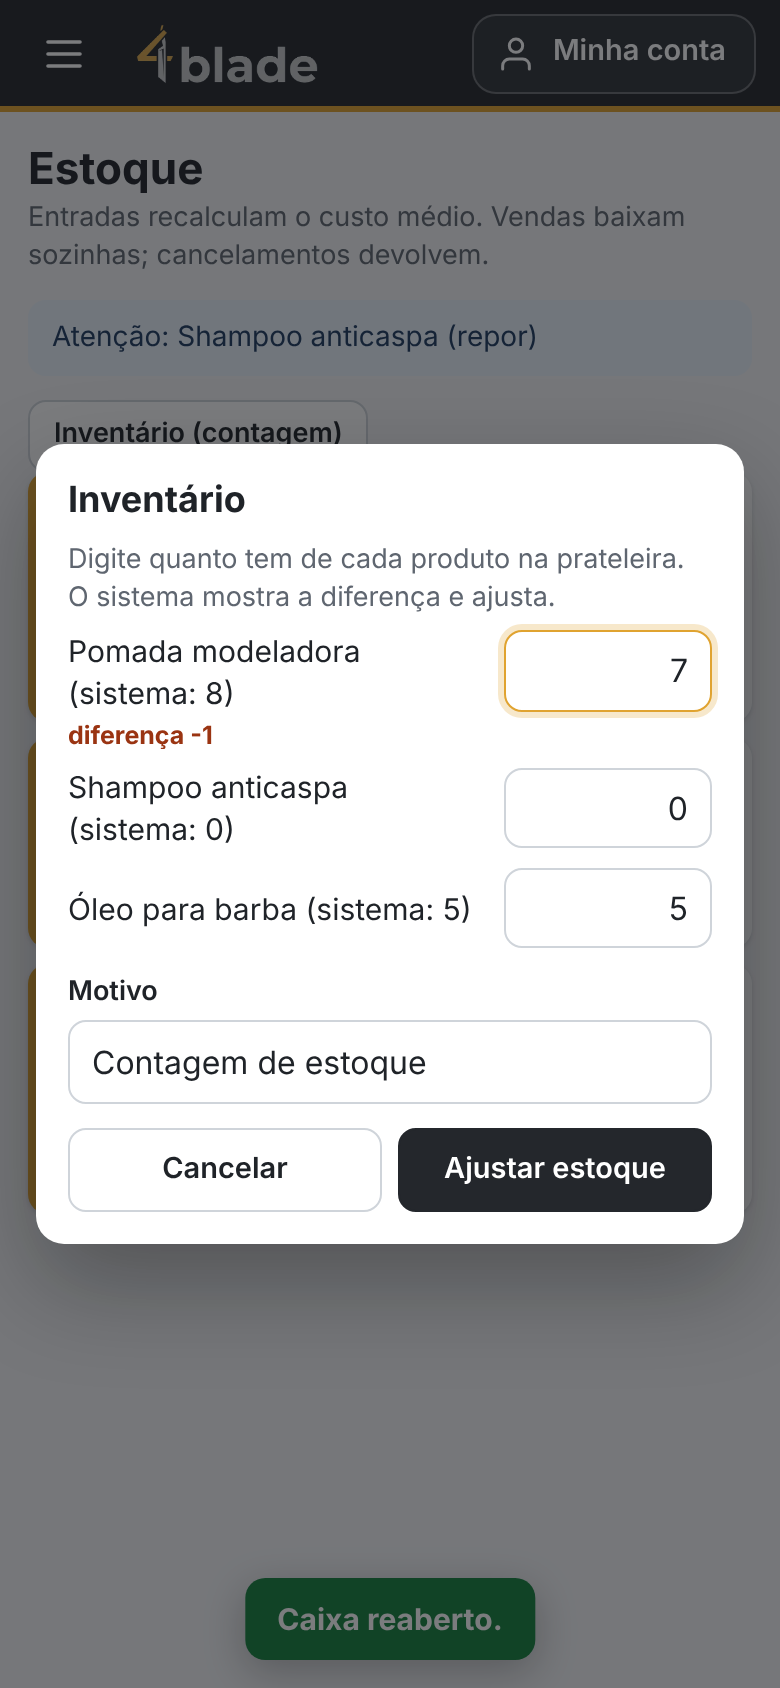 4blade
Minha conta
Estoque
Entradas recalculam o custo médio. Vendas baixam
sozinhas; cancelamentos devolvem.
Atenção: Shampoo anticaspa (repor)
Inventário (contagem)
Inventário
Digite quanto tem de cada produto na prateleira.
O sistema mostra a diferença e ajusta.
Pomada modeladora
(sistema: 8)
7
diferença -1
Shampoo anticaspa
(sistema: 0)
0
Óleo para barba (sistema: 5)
5
Motivo
Contagem de estoque
Cancelar
Ajustar estoque
Caixa reaberto.